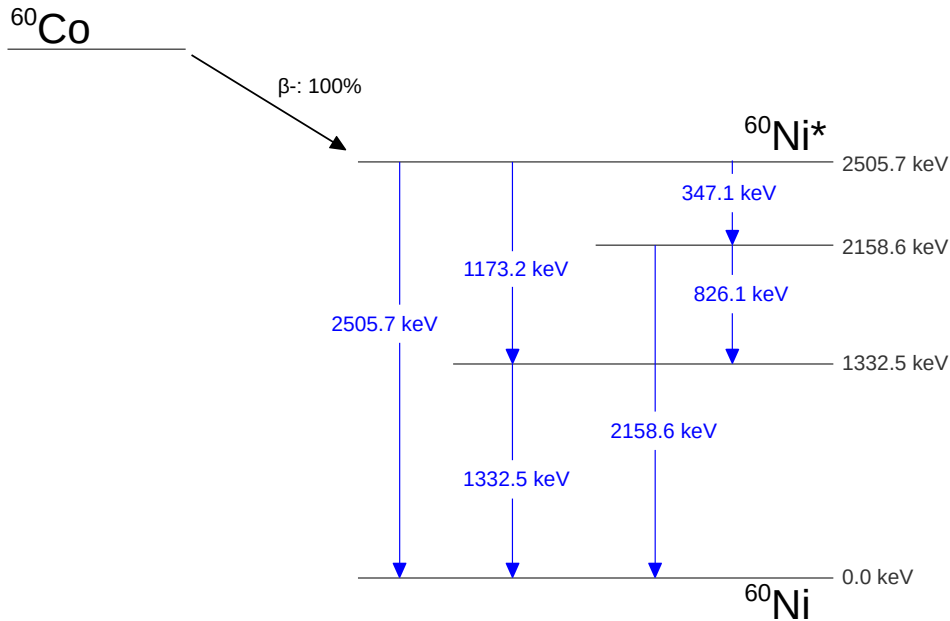 ⁶⁰Co
β-: 100%
⁶⁰Ni*
2505.7 keV
347.1 keV
2158.6 keV
1173.2 keV
826.1 keV
2505.7 keV
1332.5 keV
2158.6 keV
1332.5 keV
0.0 keV
⁶⁰Ni